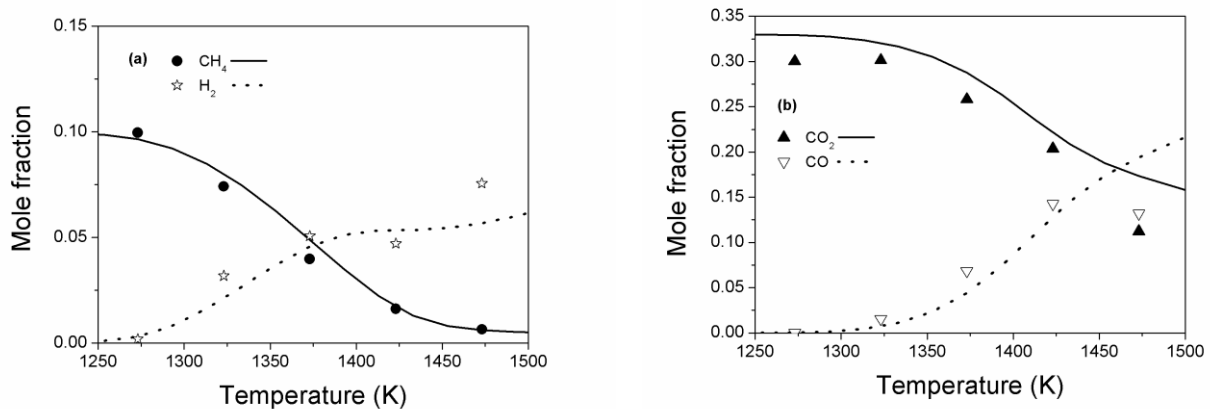 0.15
(a)
CH₄
H₂
0.10
0.05
0.00
1250 1300 1350 1400 1450 1500
Mole fraction
Temperature (K)
0.35
0.30
0.25
0.20
(b)
CO₂
CO
0.15
0.10
0.05
0.00
1250 1300 1350 1400 1450 1500
Mole fraction
Temperature (K)